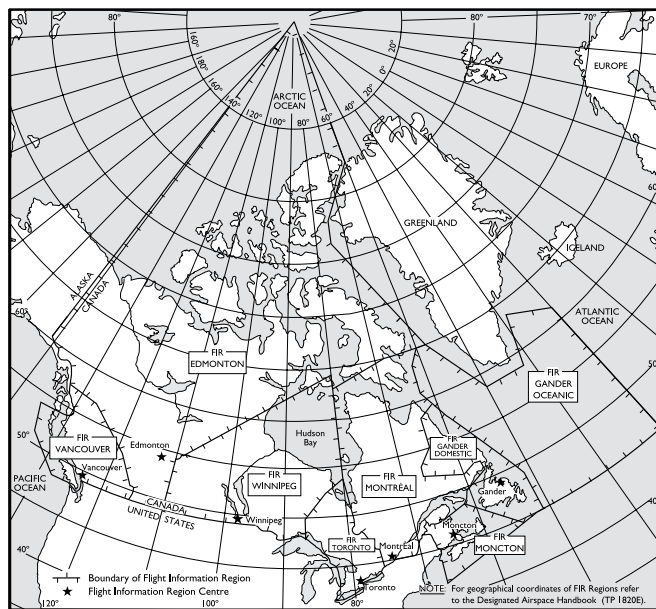 80°
80°
70°
160°
160°
140°
120°
100°
80°
60°
40°
20°
0°
20°
EUROPE
ARCTIC
OCEAN
GREENLAND
ICELAND
ALASKA
CANADA
60°
ATLANTIC
OCEAN
FIR
EDMONTON
FIR
GANDER
OCEANIC
50°
Hudson
Bay
FIR
VANCOUVER
Edmonton
FIR
GANDER
DOMESTIC
Vancouver
FIR
WINNIPEG
FIR
MONTRÉAL
Gander
PACIFIC
OCEAN
CANADA
UNITED STATES
Winnipeg
Moncton
FIR
TORONTO
Montréal
FIR
MONCTON
40°
Boundary of Flight Information Region
Flight Information Region Centre
Toronto
NOTE: For geographical coordinates of FIR Regions refer
to the Designated Airspace Handbook (TP 1820E).
120°
100°
80°